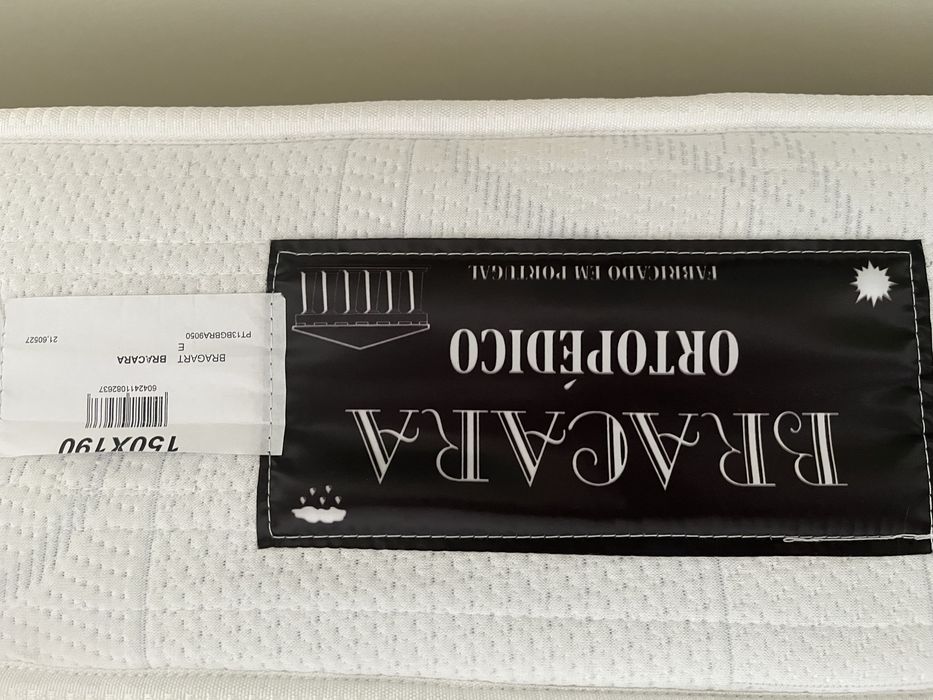 BRACARA
ORTOPÉDICO
FABRICADO EM PORTUGAL
150X190
6042411082637
BRAGART BRACARA
E
PT13BGBRA9050 21.60527